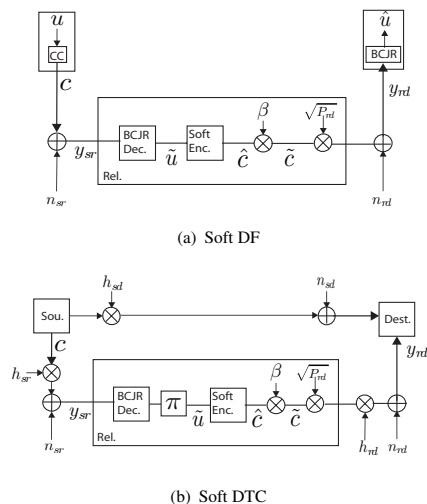 u
û
CC
BCJR
c
y_rd
β
√P_rd
y_sr
BCJR Dec.
ũ
Soft Enc.
ĉ
c̃
Rel.
n_sr
n_rd
(a) Soft DF
h_sd
n_sd
Sou.
Dest.
c
y_rd
h_sr
β
√P_rd
y_sr
BCJR Dec.
π
ũ
Soft Enc.
ĉ
c̃
Rel.
n_sr
h_rd
n_rd
(b) Soft DTC